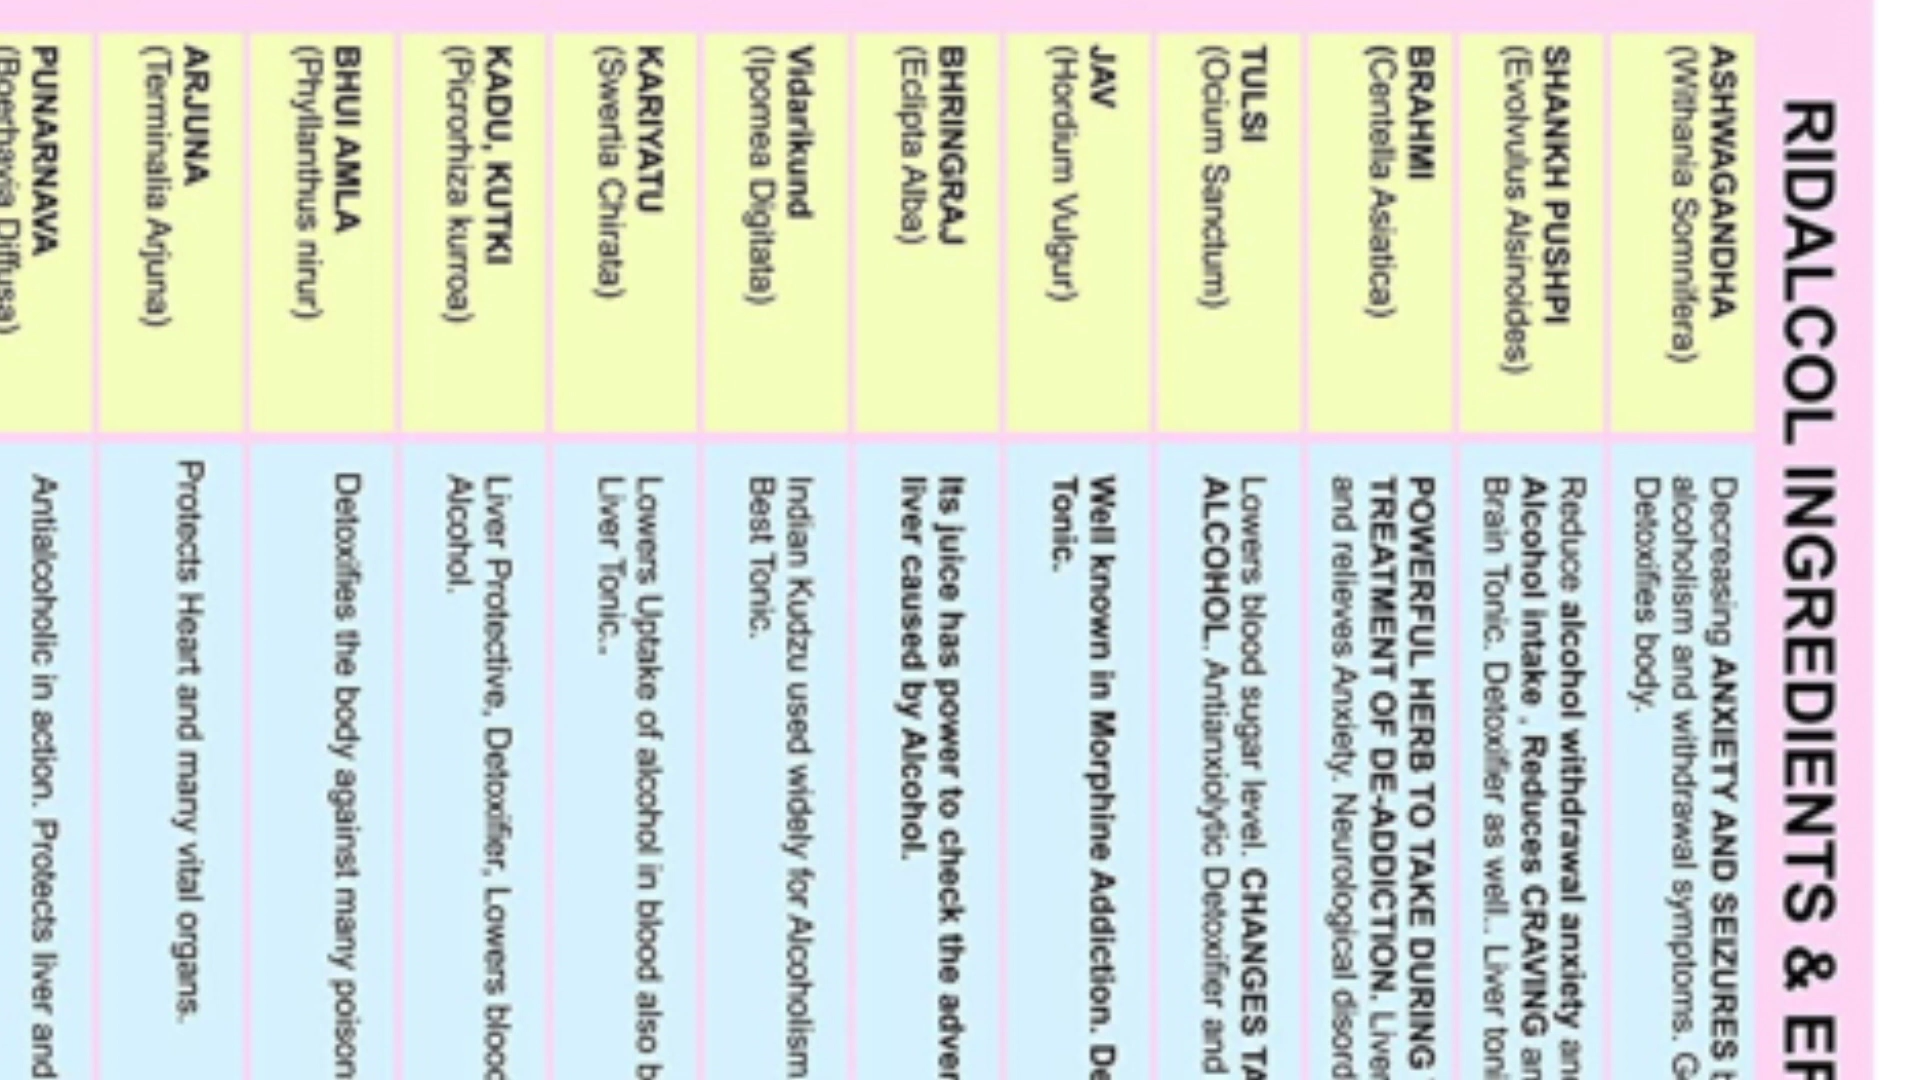 RIDALCOL INGREDIENTS &
ASHWAGANDHA
(Withania Somnifera)
Decreasing ANXIETY AND SEIZURES
alcoholism and withdrawal symptoms.
Detoxifies body.
SHANKH PUSHPI
(Evolvulus Alsinoides)
Reduce alcohol withdrawal anxiety
Alcohol intake , Reduces CRAVING
Brain Tonic. Detoxifier as well.. Liver
BRAHMI
(Centella Asiatica)
POWERFUL HERB TO TAKE DURING
TREATMENT OF DE-ADDICTION. Liver
and relieves Anxiety. Neurological
TULSI
(Ocium Sanctum)
Lowers blood sugar level. CHANGES
ALCOHOL. Antianxiolytic Detoxifier and
JAV
(Hordium Vulgur)
Well known in Morphine Addiction.
Tonic.
BHRINGRAJ
(Eclipta Alba)
Its juice has power to check the
liver caused by Alcohol.
Vidarikund
(Ipomea Digitata)
Indian Kudzu used widely for Alcoholism
Best Tonic.
KARIYATU
(Swertia Chirata)
Lowers Uptake of alcohol in blood also
Liver Tonic..
KADU, KUTKI
(Picrorhiza kurroa)
Liver Protective, Detoxifier, Lowers blood
Alcohol.
BHUI AMLA
(Phyllanthus nirur)
Detoxifies the body against many
ARJUNA
(Terminalia Arjuna)
Protects Heart and many vital organs.
PUNARNAVA
(Boerhavia Diffusa)
Antialcoholic in action. Protects liver and